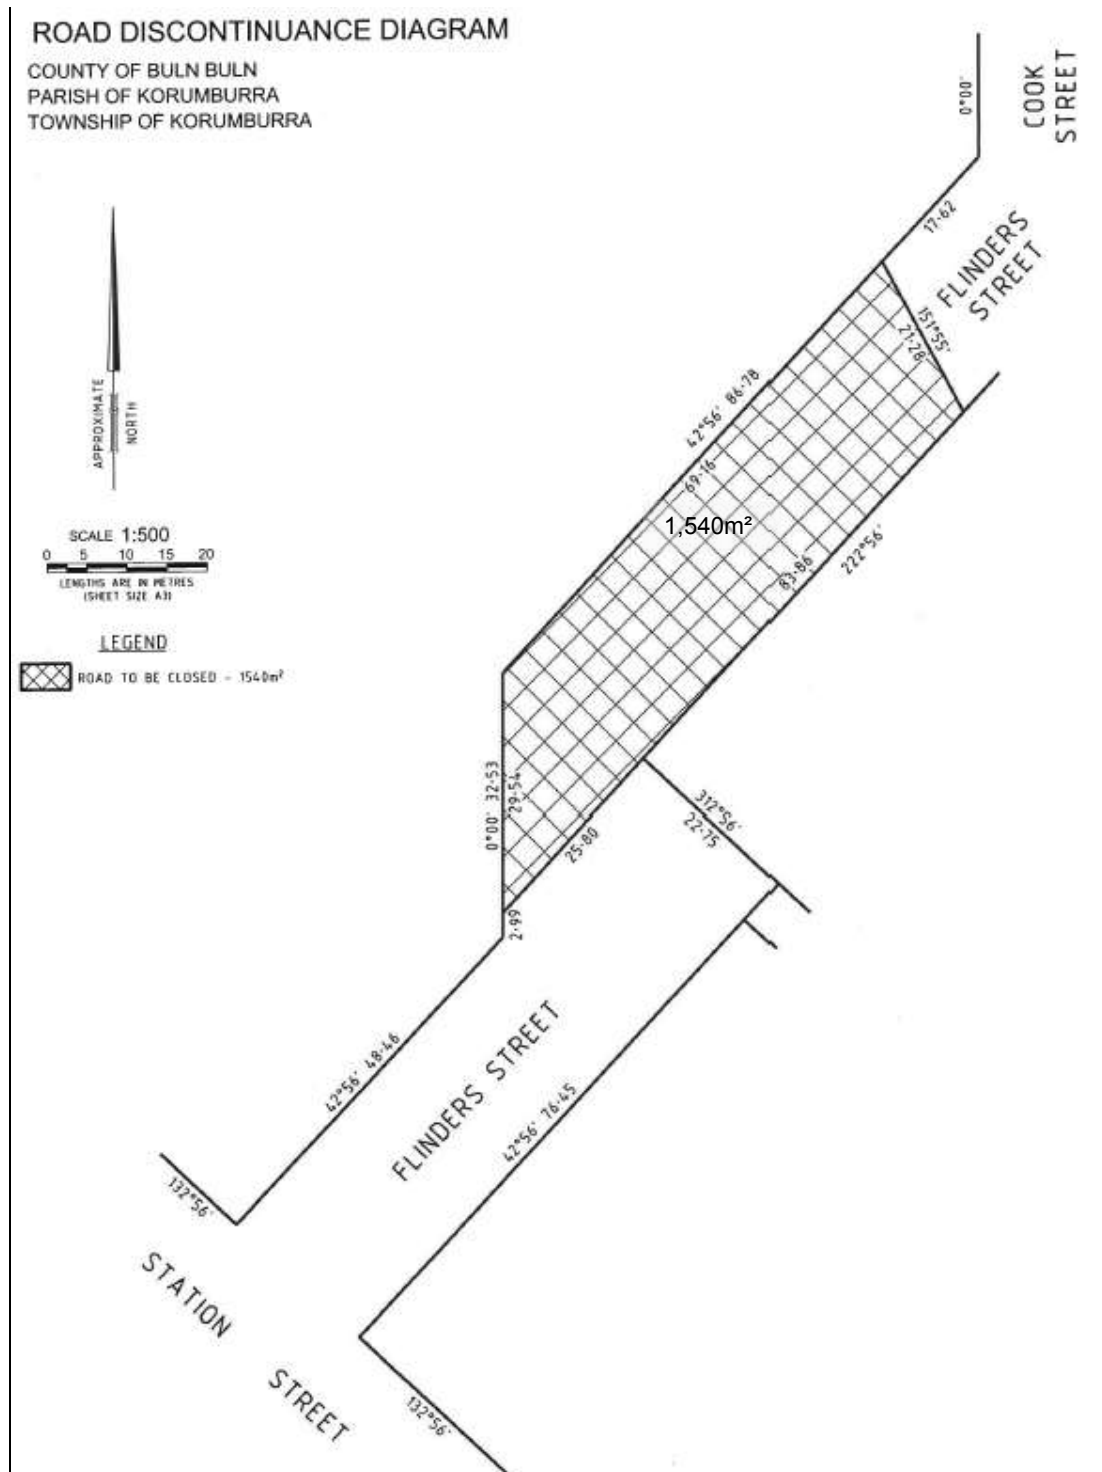 ROAD DISCONTINUANCE DIAGRAM
COUNTY OF BULN BULN
PARISH OF KORUMBURRA
TOWNSHIP OF KORUMBURRA
0°00'
COOK
STREET
17·62
FLINDERS
STREET
151°55'
21·28
APPROXIMATE
NORTH
42°56' 86·78
69·16
1,540m²
SCALE 1:500
0 5 10 15 20
LENGTHS ARE IN METRES
(SHEET SIZE A3)
83·86
222°56'
LEGEND
ROAD TO BE CLOSED - 1540m²
0°00' 32·53
29·54
312°56'
22·75
25·80
2·99
42°56' 48·46
FLINDERS STREET
42°56' 76·45
132°56'
STATION
STREET
132°56'